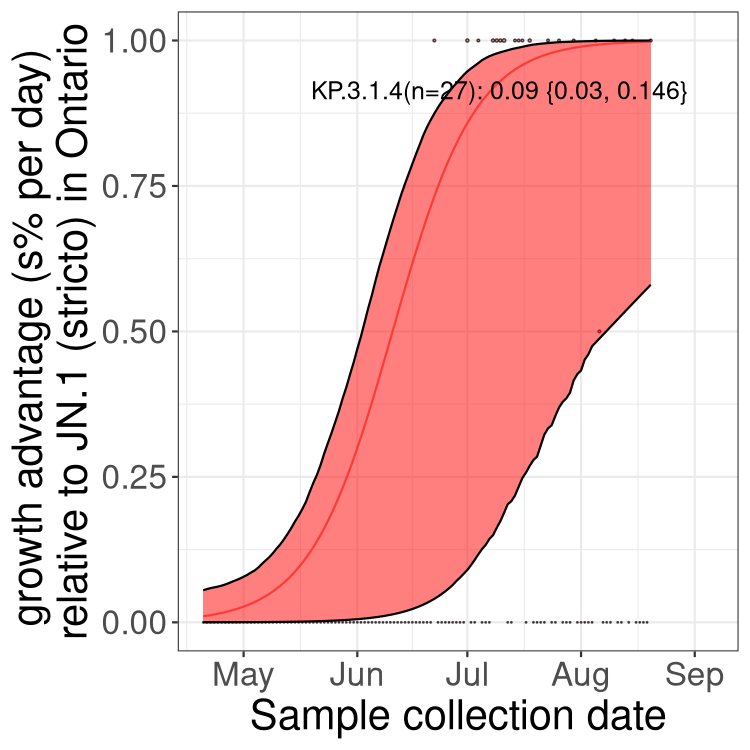 growth advantage (s% per day)
relative to JN.1 (stricto) in Ontario
1.00
0.75
0.50
0.25
0.00
KP.3.1.4(n=27): 0.09 {0.03, 0.146}
May Jun Jul Aug Sep
Sample collection date